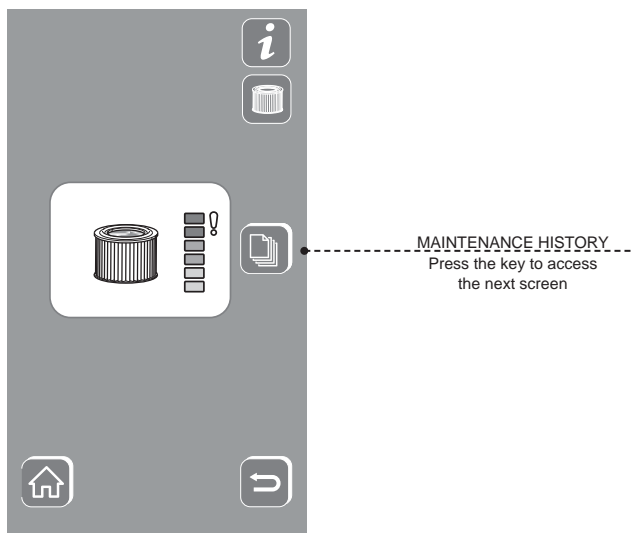 i
!
MAINTENANCE HISTORY
Press the key to access
the next screen